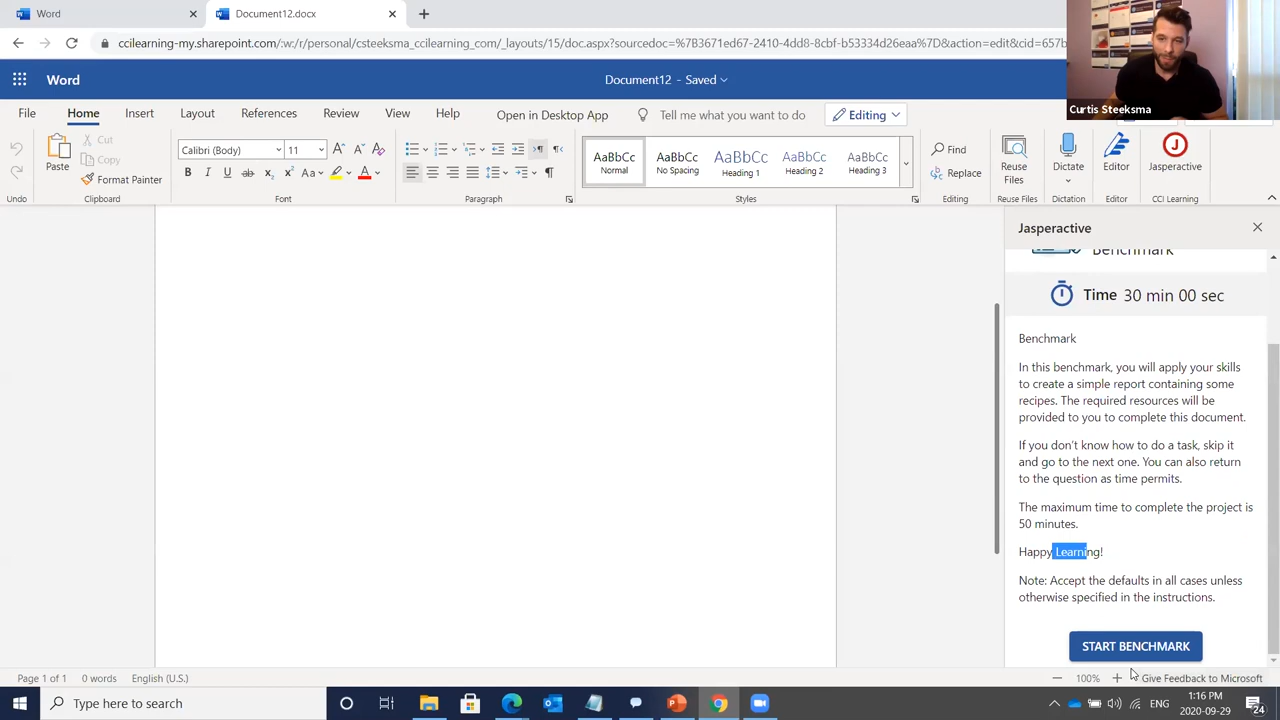 Word
Document12.docx
ccilearning-my.sharepoint.com/:w:/r/personal/csteeksma_ccilearning_com/_layouts/15/doc.aspx?sourcedoc=%7B3671ed67-2410-4dd8-8cbf-b53334d26eaa%7D&action=edit&cid=657b
Curtis Steeksma
Word
Document12 - Saved
File Home Insert Layout References Review View Help Open in Desktop App Tell me what you want to do Editing
Paste
Cut
Copy
Format Painter
Calibri (Body) 11
AaBbCc AaBbCc AaBbCc AaBbCc AaBbCc
Normal No Spacing Heading 1 Heading 2 Heading 3
Find
Replace
Reuse Files
Dictate
Editor
Jasperactive
Undo Clipboard Font Paragraph Styles Editing Reuse Files Dictation Editor CCI Learning
Jasperactive
Benchmark
Time 30 min 00 sec
Benchmark
In this benchmark, you will apply your skills
to create a simple report containing some
recipes. The required resources will be
provided to you to complete this document.
If you don't know how to do a task, skip it
and go to the next one. You can also return
to the question as time permits.
The maximum time to complete the project is
50 minutes.
Happy Learning!
Note: Accept the defaults in all cases unless
otherwise specified in the instructions.
START BENCHMARK
Page 1 of 1 0 words English (U.S.) 100% Give Feedback to Microsoft
Type here to search
ENG
1:16 PM
2020-09-29
24